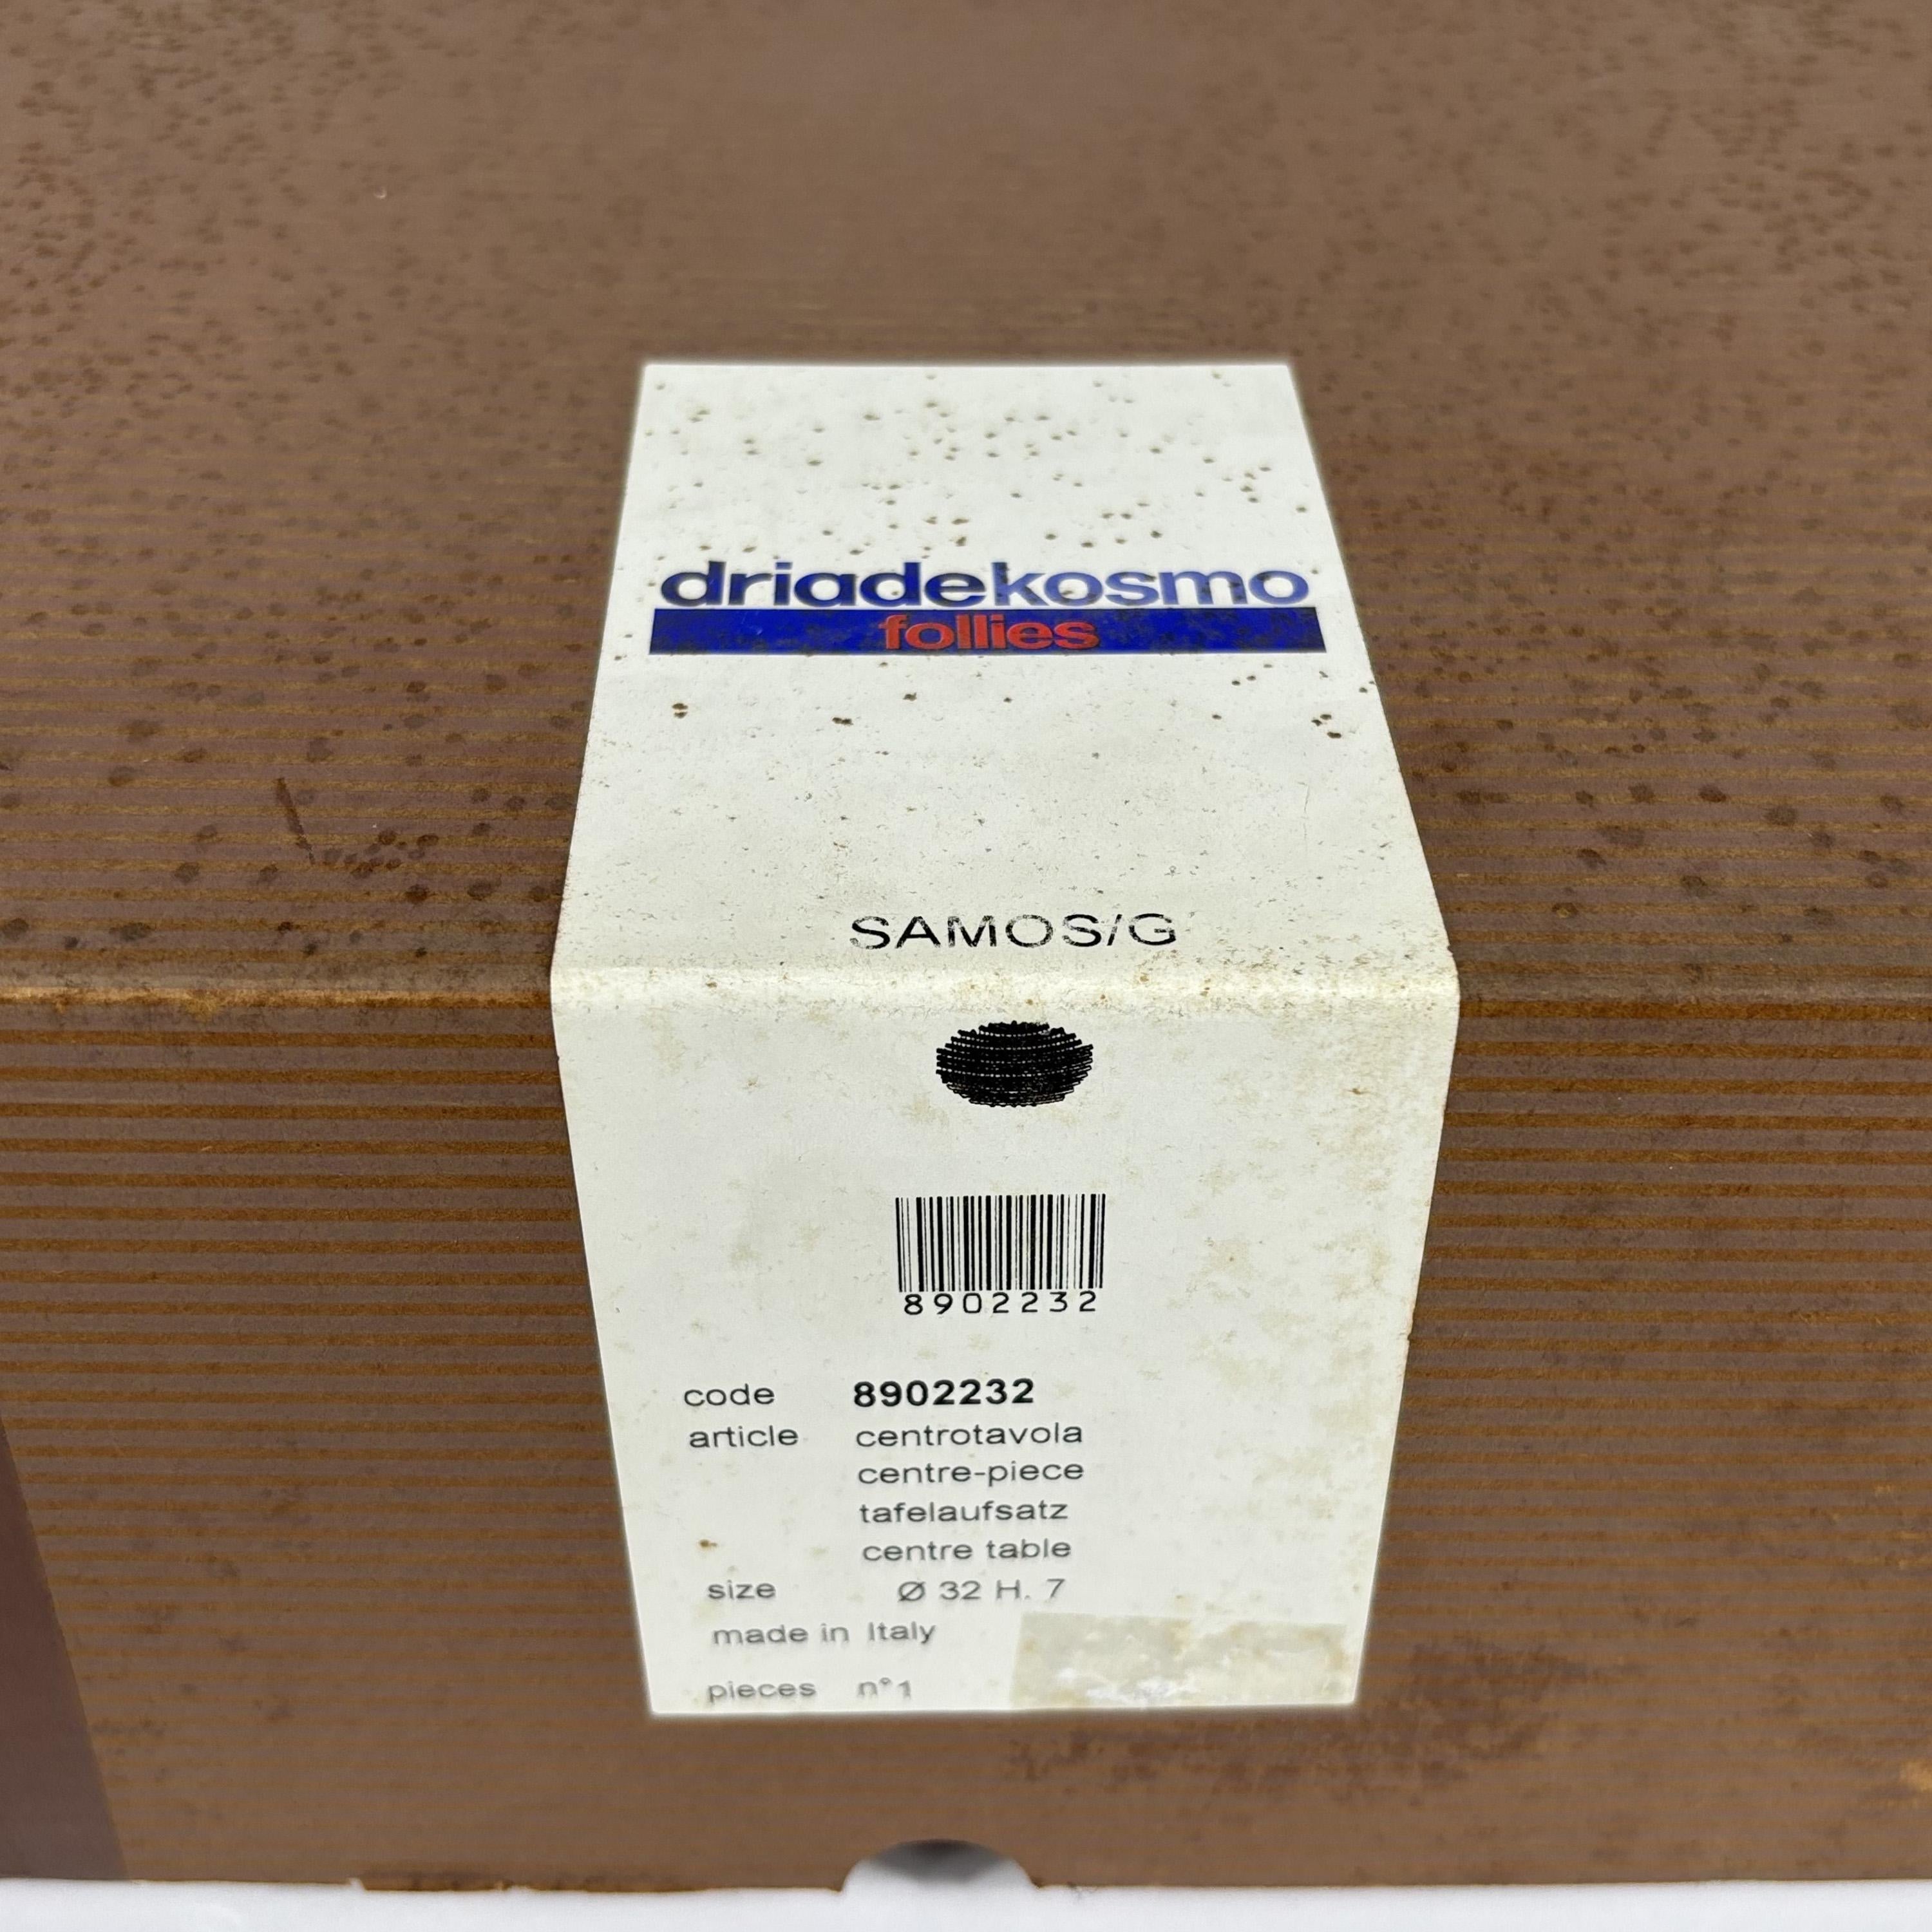 driadekosmo
follies
SAMOS/G
8902232
code 8902232
article centrotavola
centre-piece
tafelaufsatz
centre table
size Ø 32 H. 7
made in Italy
pieces n°1